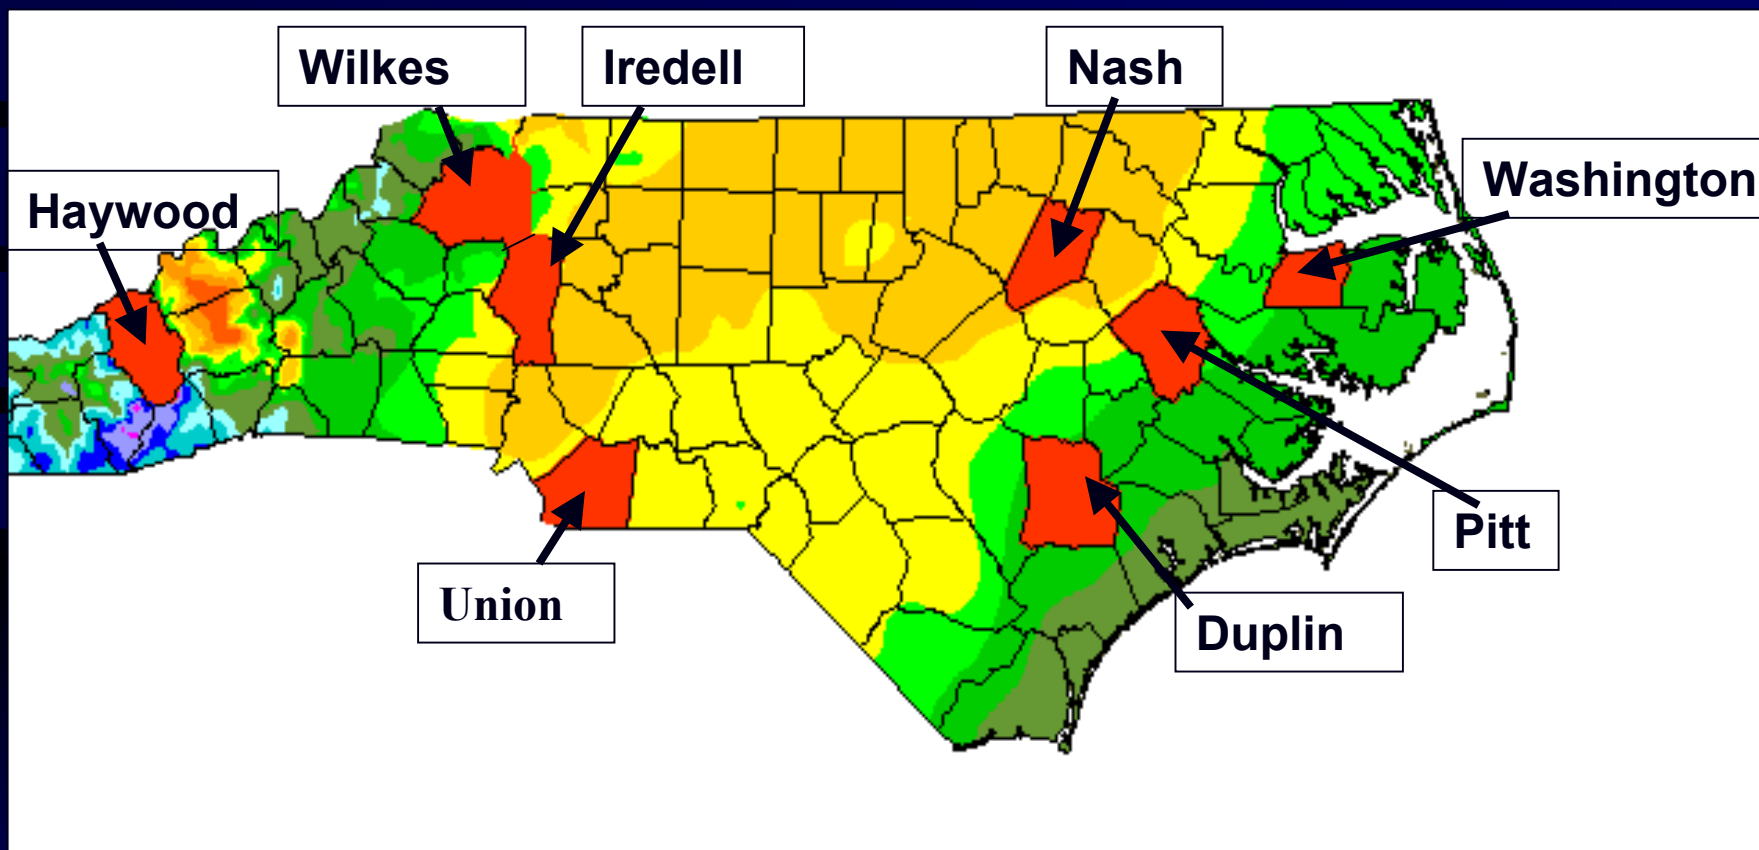 Wilkes
Iredell
Nash
Washington
Haywood
Pitt
Union
Duplin